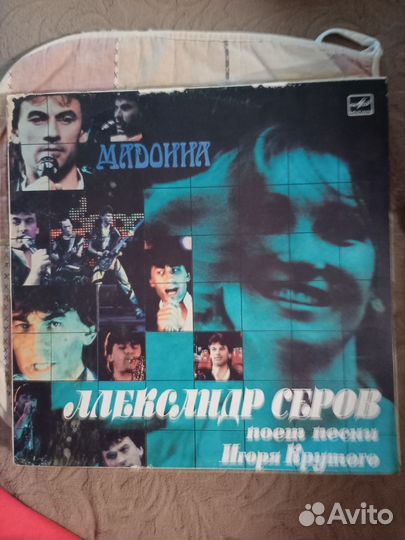 МАДОННА
АЛЕКСАНДР СЕРОВ
поет песни
Игоря Крутого
Avito